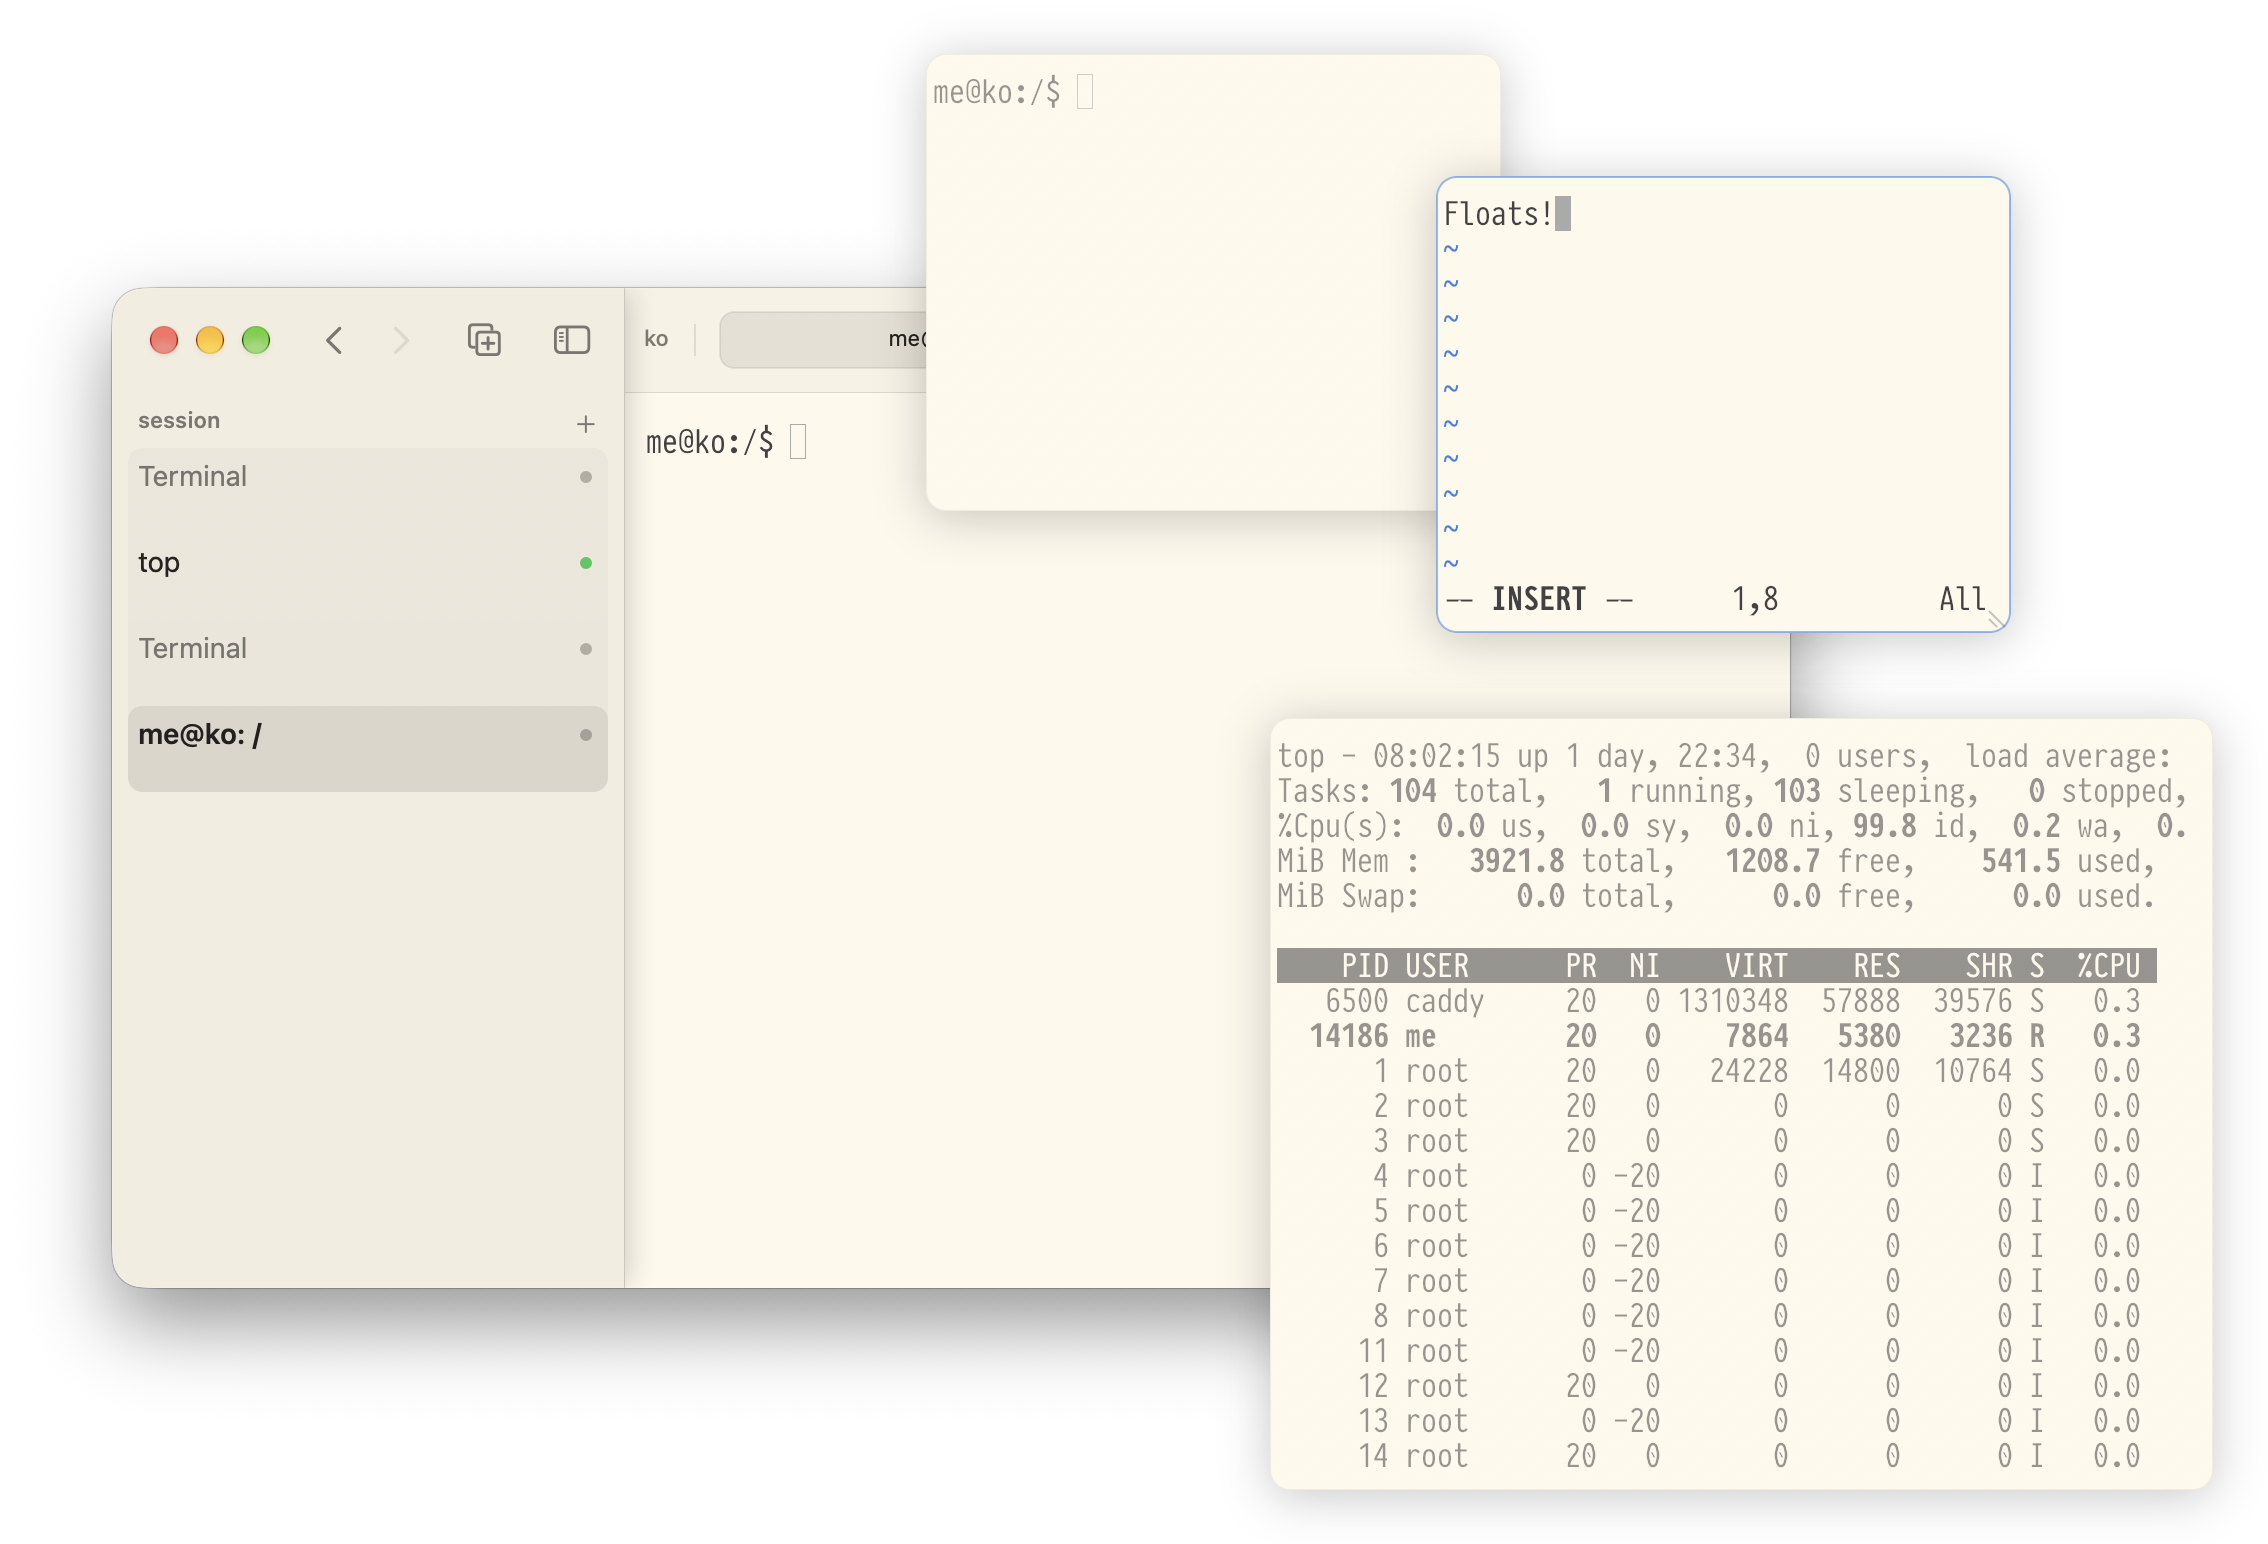 me@ko:/$
Floats!
~
~
~
~
~
~
~
~
~
~
-- INSERT -- 1,8 All
ko
me@
session
Terminal
top
Terminal
me@ko: /
me@ko:/$
top - 08:02:15 up 1 day, 22:34,  0 users,  load average:
Tasks: 104 total,   1 running, 103 sleeping,   0 stopped,
%Cpu(s):  0.0 us,  0.0 sy,  0.0 ni, 99.8 id,  0.2 wa,  0.
MiB Mem :   3921.8 total,   1208.7 free,    541.5 used,
MiB Swap:      0.0 total,      0.0 free,      0.0 used.
PID USER      PR  NI    VIRT    RES    SHR S  %CPU
6500 caddy     20   0 1310348  57888  39576 S   0.3
14186 me        20   0    7864   5380   3236 R   0.3
1 root      20   0   24228  14800  10764 S   0.0
2 root      20   0       0      0      0 S   0.0
3 root      20   0       0      0      0 S   0.0
4 root       0 -20       0      0      0 I   0.0
5 root       0 -20       0      0      0 I   0.0
6 root       0 -20       0      0      0 I   0.0
7 root       0 -20       0      0      0 I   0.0
8 root       0 -20       0      0      0 I   0.0
11 root       0 -20       0      0      0 I   0.0
12 root      20   0       0      0      0 I   0.0
13 root       0 -20       0      0      0 I   0.0
14 root      20   0       0      0      0 I   0.0